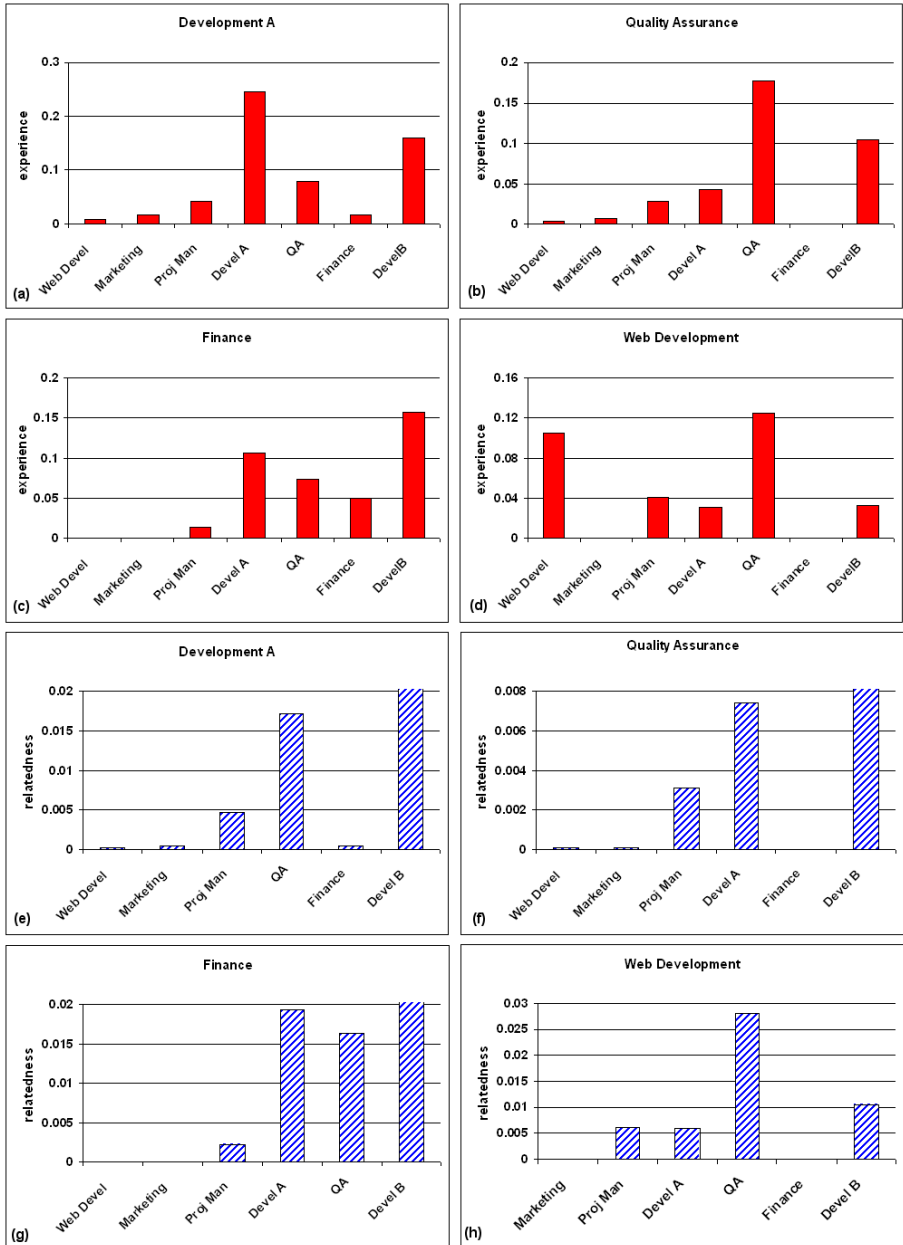 Development A
0.3
0.2
0.1
0
experience
Web Devel
Marketing
Proj Man
Devel A
QA
Finance
DevelB
(a)
Quality Assurance
0.2
0.15
0.1
0.05
0
experience
Web Devel
Marketing
Proj Man
Devel A
QA
Finance
DevelB
(b)
Finance
0.2
0.15
0.1
0.05
0
experience
Web Devel
Marketing
Proj Man
Devel A
QA
Finance
DevelB
(c)
Web Development
0.16
0.12
0.08
0.04
0
experience
Web Devel
Marketing
Proj Man
Devel A
QA
Finance
DevelB
(d)
Development A
0.02
0.015
0.01
0.005
0
relatedness
Web Devel
Marketing
Proj Man
QA
Finance
Devel B
(e)
Quality Assurance
0.008
0.006
0.004
0.002
0
relatedness
Web Devel
Marketing
Proj Man
Devel A
Finance
Devel B
(f)
Finance
0.02
0.015
0.01
0.005
0
relatedness
Web Devel
Marketing
Proj Man
Devel A
QA
Devel B
(g)
Web Development
0.03
0.025
0.02
0.015
0.01
0.005
0
relatedness
Marketing
Proj Man
Devel A
QA
Finance
Devel B
(h)